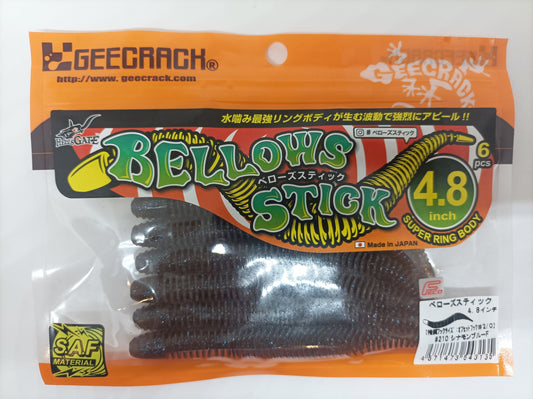 GEECRACK®
http://www.geecrack.com
GEECRACK
水噛み最強リングボディが生む波動で強烈にアピール!!
# ベローズスティック
6
pcs
BELLOWS
ベローズスティック
STICK
4.8
inch
SUPER RING BODY
Made in JAPAN
SAF
MATERIAL
ベローズスティック
4.8インチ
#210 シナモンブルーF